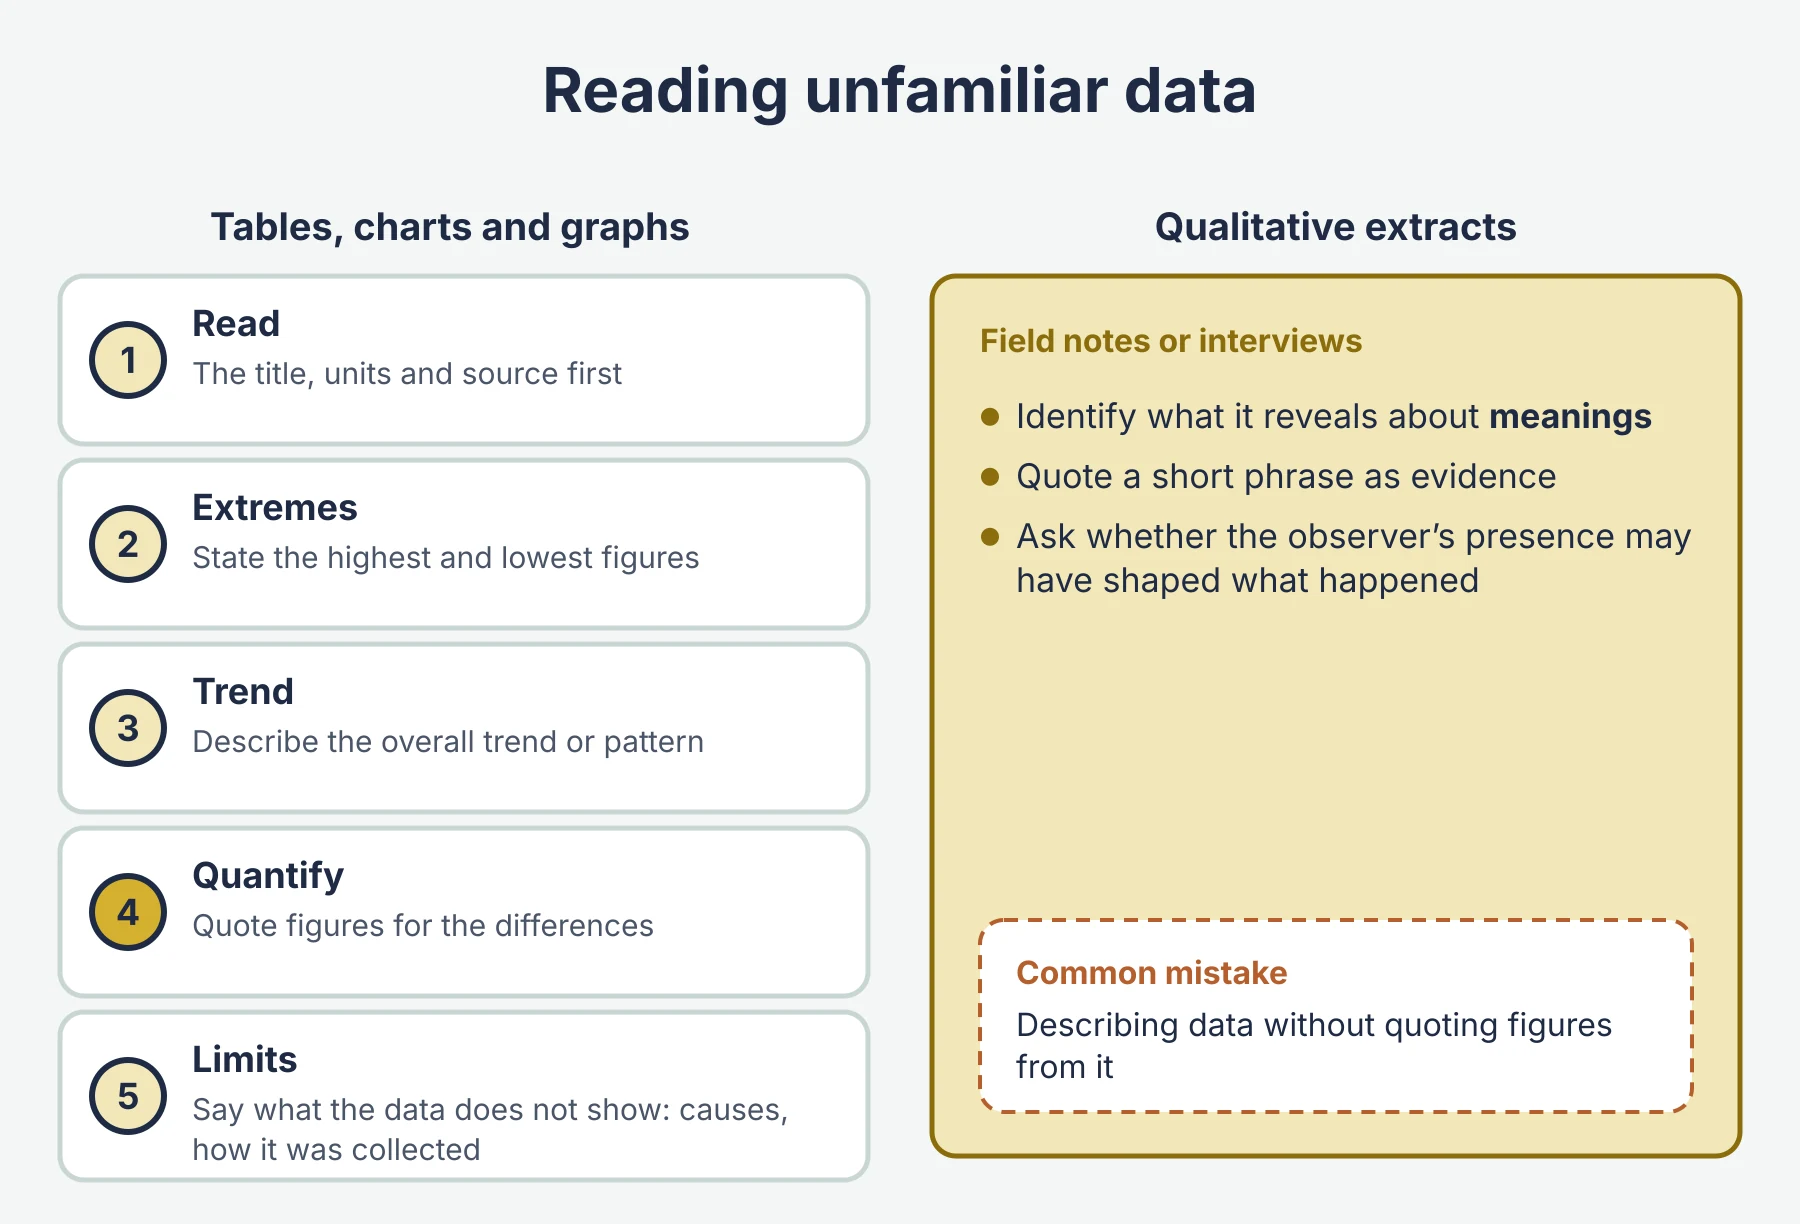 Reading unfamiliar data
Tables, charts and graphs
1
Read
The title, units and source first
2
Extremes
State the highest and lowest figures
3
Trend
Describe the overall trend or pattern
4
Quantify
Quote figures for the differences
5
Limits
Say what the data does not show: causes,
how it was collected
Qualitative extracts
Field notes or interviews
Identify what it reveals about meanings
Quote a short phrase as evidence
Ask whether the observer’s presence may
have shaped what happened
Common mistake
Describing data without quoting figures
from it